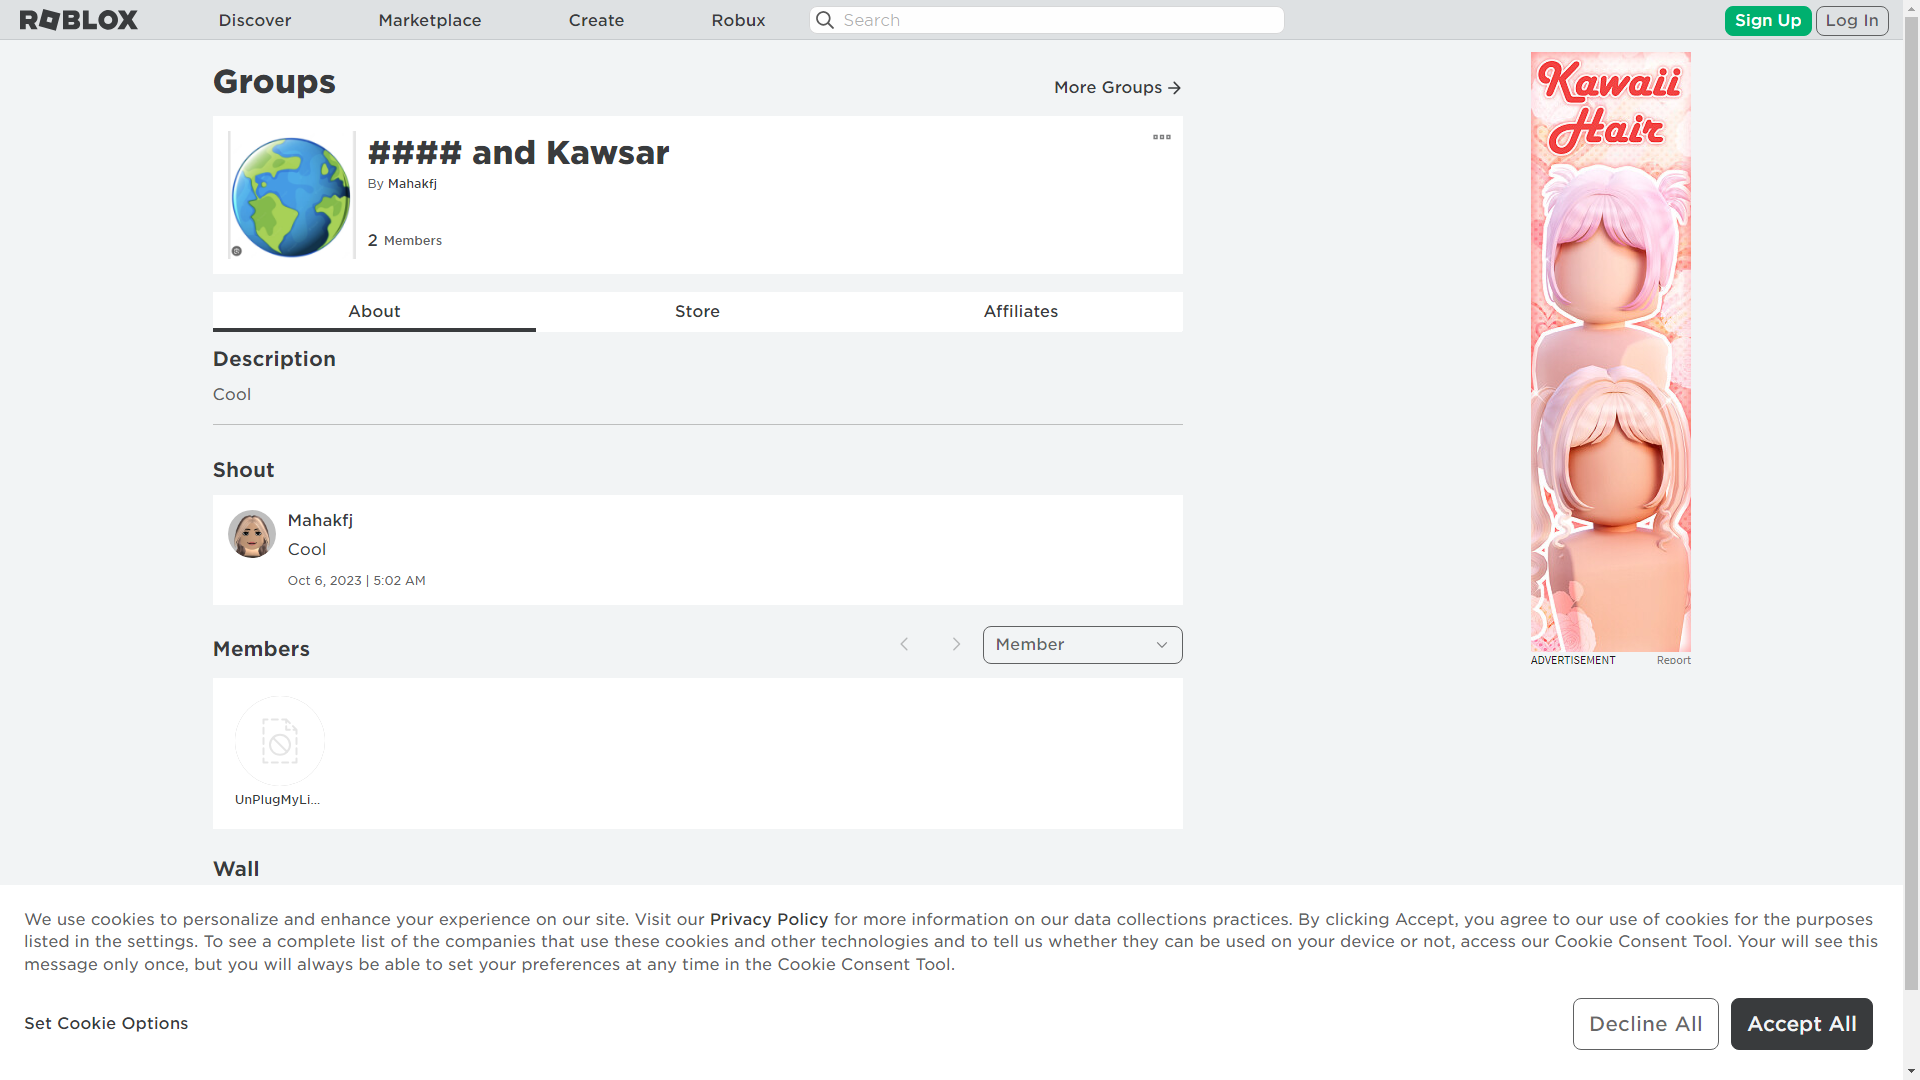 ROBLOX
Discover
Marketplace
Create
Robux
Search
Sign Up
Log In
Groups
More Groups
#### and Kawsar
By Mahakfj
2 Members
About
Store
Affiliates
Description
Cool
Shout
Mahakfj
Cool
Oct 6, 2023 | 5:02 AM
Members
Member
UnPlugMyLi...
Wall
Kawaii
Hair
ADVERTISEMENT
Report
We use cookies to personalize and enhance your experience on our site. Visit our Privacy Policy for more information on our data collections practices. By clicking Accept, you agree to our use of cookies for the purposes
listed in the settings. To see a complete list of the companies that use these cookies and other technologies and to tell us whether they can be used on your device or not, access our Cookie Consent Tool. Your will see this
message only once, but you will always be able to set your preferences at any time in the Cookie Consent Tool.
Set Cookie Options
Decline All
Accept All